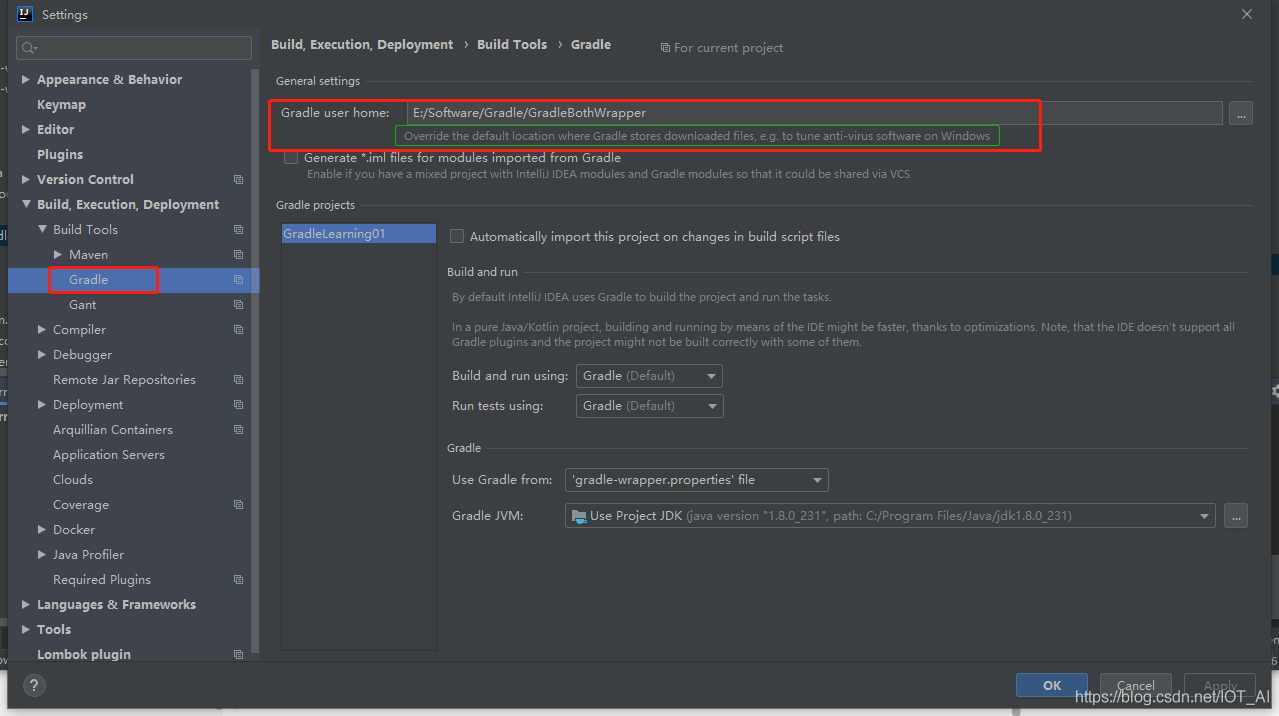 Settings
Appearance & Behavior
Keymap
Editor
Plugins
Version Control
Build, Execution, Deployment
Build Tools
Maven
Gradle
Gant
Compiler
Debugger
Remote Jar Repositories
Deployment
Arquillian Containers
Application Servers
Clouds
Coverage
Docker
Java Profiler
Required Plugins
Languages & Frameworks
Tools
Lombok plugin
Build, Execution, Deployment › Build Tools › Gradle For current project
General settings
Gradle user home: E:/Software/Gradle/GradleBothWrapper ...
Override the default location where Gradle stores downloaded files, e.g. to tune anti-virus software on Windows
Generate *.iml files for modules imported from Gradle
Enable if you have a mixed project with IntelliJ IDEA modules and Gradle modules so that it could be shared via VCS
Gradle projects
GradleLearning01
Automatically import this project on changes in build script files
Build and run
By default IntelliJ IDEA uses Gradle to build the project and run the tasks.
In a pure Java/Kotlin project, building and running by means of the IDE might be faster, thanks to optimizations. Note, that the IDE doesn't support all
Gradle plugins and the project might not be built correctly with some of them.
Build and run using: Gradle (Default)
Run tests using: Gradle (Default)
Gradle
Use Gradle from: 'gradle-wrapper.properties' file
Gradle JVM: Use Project JDK (java version "1.8.0_231", path: C:/Program Files/Java/jdk1.8.0_231) ...
? OK Cancel Apply
https://blog.csdn.net/IOT_AI